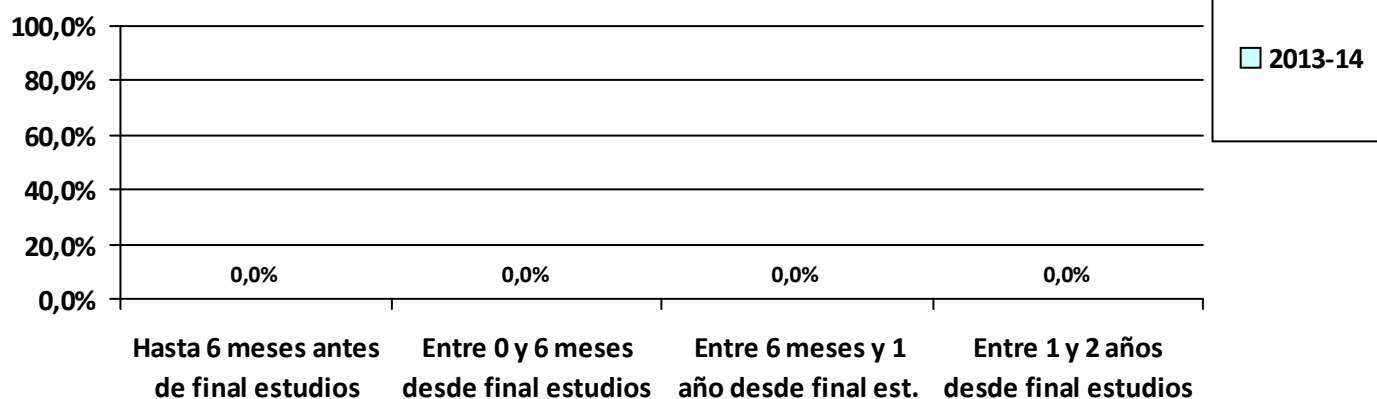 100,0%
80,0%
60,0%
40,0%
20,0%
0,0%
2013-14
0,0% 0,0% 0,0% 0,0%
Hasta 6 meses antes
de final estudios
Entre 0 y 6 meses
desde final estudios
Entre 6 meses y 1
año desde final est.
Entre 1 y 2 años
desde final estudios